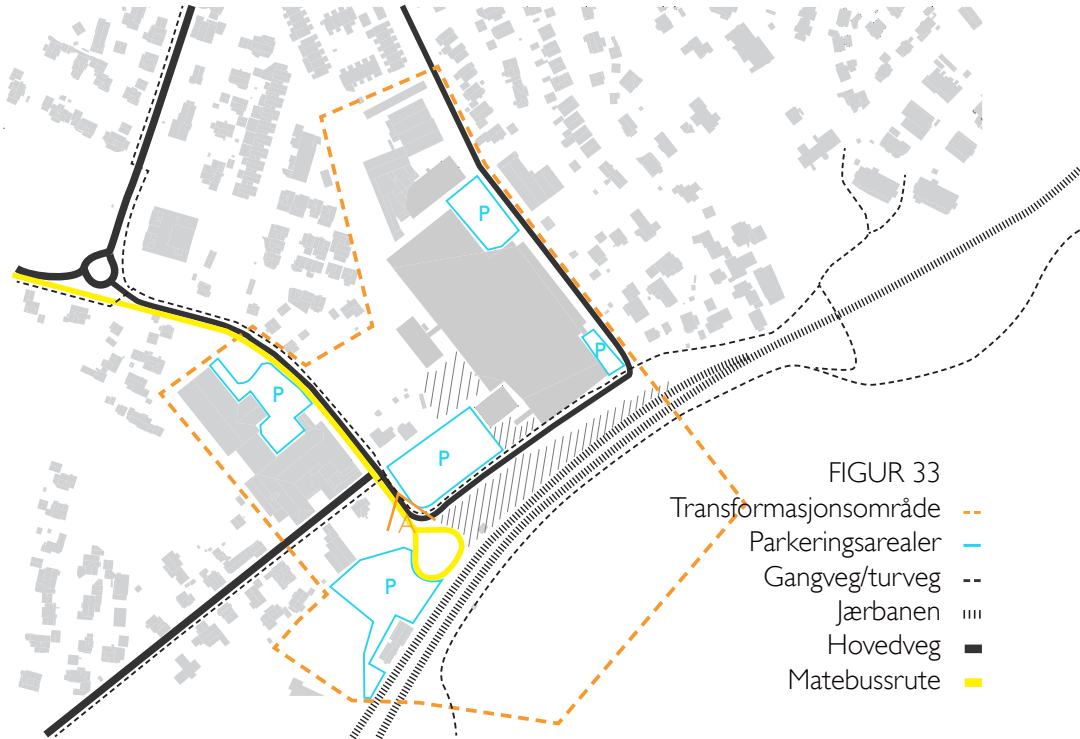 P
P
P
P
A
P
FIGUR 33
Transformasjonsområde
Parkeringsarealer
Gangveg/turveg
Jærbanen
Hovedveg
Matebussrute